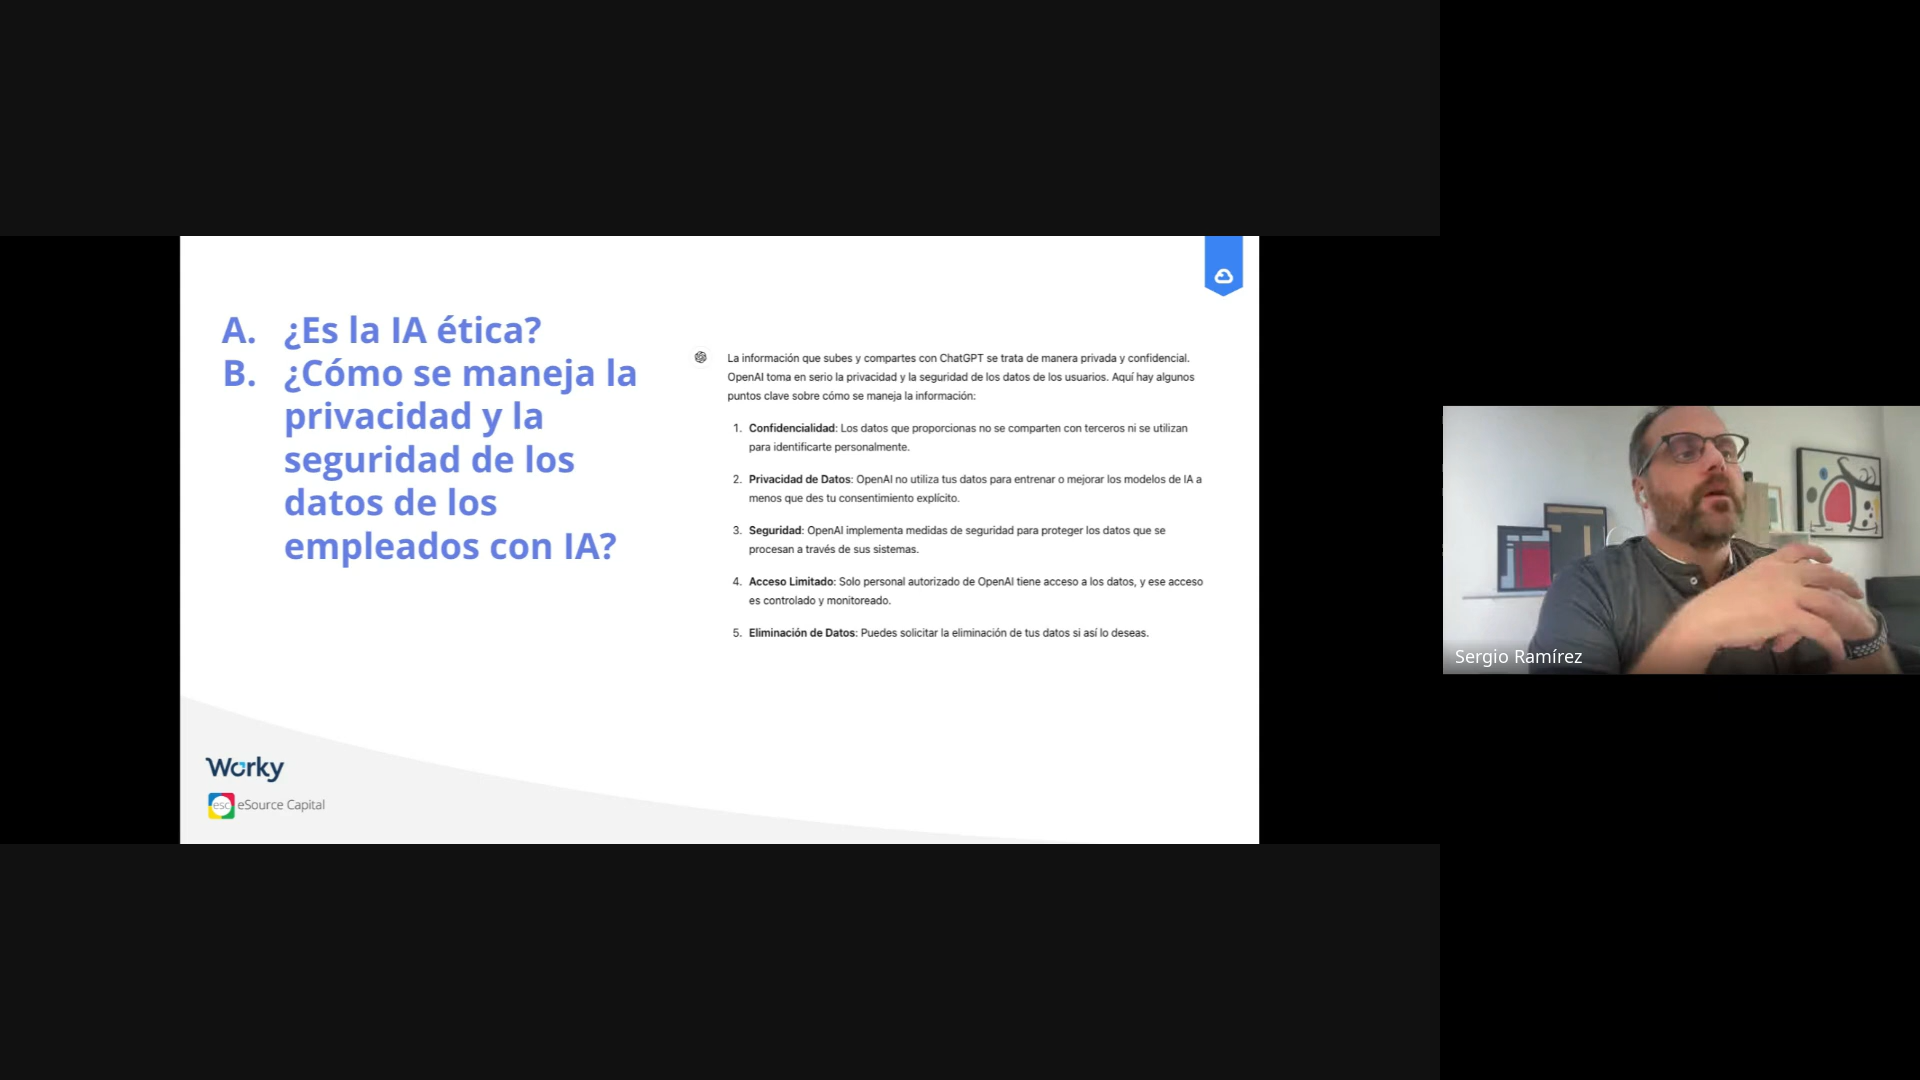 A. ¿Es la IA ética?
B. ¿Cómo se maneja la
privacidad y la
seguridad de los
datos de los
empleados con IA?
La información que subes y compartes con ChatGPT se trata de manera privada y confidencial.
OpenAI toma en serio la privacidad y la seguridad de los datos de los usuarios. Aquí hay algunos
puntos clave sobre cómo se maneja la información:
1. Confidencialidad: Los datos que proporcionas no se comparten con terceros ni se utilizan
para identificarte personalmente.
2. Privacidad de Datos: OpenAI no utiliza tus datos para entrenar o mejorar los modelos de IA a
menos que des tu consentimiento explícito.
3. Seguridad: OpenAI implementa medidas de seguridad para proteger los datos que se
procesan a través de sus sistemas.
4. Acceso Limitado: Solo personal autorizado de OpenAI tiene acceso a los datos, y ese acceso
es controlado y monitoreado.
5. Eliminación de Datos: Puedes solicitar la eliminación de tus datos si así lo deseas.
Worky
esc eSource Capital
Sergio Ramírez